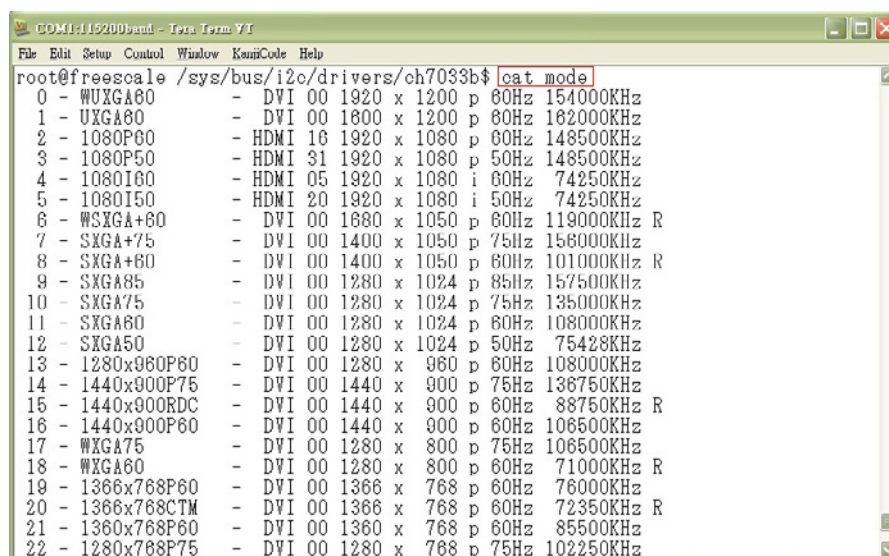 COM1:115200baud - Tera Term VT
File Edit Setup Control Window KanjiCode Help
root@freescale /sys/bus/i2c/drivers/ch7033b$ cat mode
0 - WUXGA60 - DVI 00 1920 x 1200 p 60Hz 154000KHz
1 - UXGA60 - DVI 00 1600 x 1200 p 60Hz 162000KHz
2 - 1080P60 - HDMI 16 1920 x 1080 p 60Hz 148500KHz
3 - 1080P50 - HDMI 31 1920 x 1080 p 50Hz 148500KHz
4 - 1080I60 - HDMI 05 1920 x 1080 i 60Hz 74250KHz
5 - 1080I50 - HDMI 20 1920 x 1080 i 50Hz 74250KHz
6 - WSXGA+60 - DVI 00 1680 x 1050 p 60Hz 119000KHz R
7 - SXGA+75 - DVI 00 1400 x 1050 p 75Hz 156000KHz
8 - SXGA+60 - DVI 00 1400 x 1050 p 60Hz 101000KHz R
9 - SXGA85 - DVI 00 1280 x 1024 p 85Hz 157500KHz
10 - SXGA75 - DVI 00 1280 x 1024 p 75Hz 135000KHz
11 - SXGA60 - DVI 00 1280 x 1024 p 60Hz 108000KHz
12 - SXGA50 - DVI 00 1280 x 1024 p 50Hz 75428KHz
13 - 1280x960P60 - DVI 00 1280 x 960 p 60Hz 108000KHz
14 - 1440x900P75 - DVI 00 1440 x 900 p 75Hz 136750KHz
15 - 1440x900RDC - DVI 00 1440 x 900 p 60Hz 88750KHz R
16 - 1440x900P60 - DVI 00 1440 x 900 p 60Hz 106500KHz
17 - WXGA75 - DVI 00 1280 x 800 p 75Hz 106500KHz
18 - WXGA60 - DVI 00 1280 x 800 p 60Hz 71000KHz R
19 - 1366x768P60 - DVI 00 1366 x 768 p 60Hz 76000KHz
20 - 1366x768CTM - DVI 00 1366 x 768 p 60Hz 72350KHz R
21 - 1360x768P60 - DVI 00 1360 x 768 p 60Hz 85500KHz
22 - 1280x768P75 - DVI 00 1280 x 768 p 75Hz 102250KHz